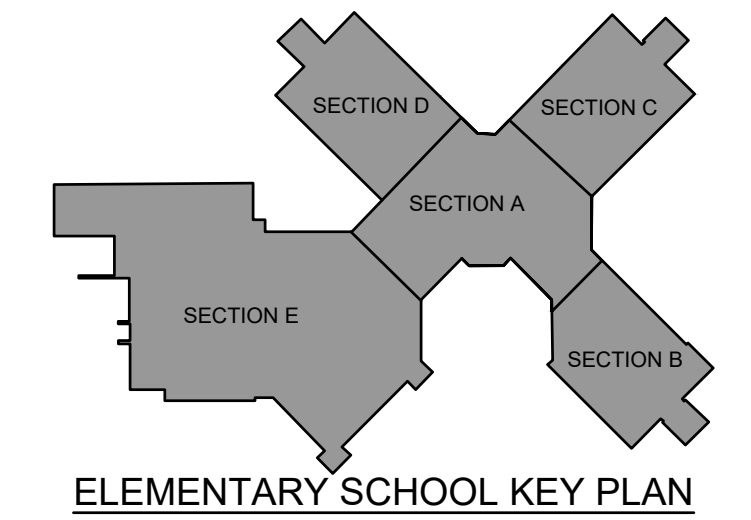 SECTION D
SECTION C
SECTION A
SECTION E
SECTION B
ELEMENTARY SCHOOL KEY PLAN